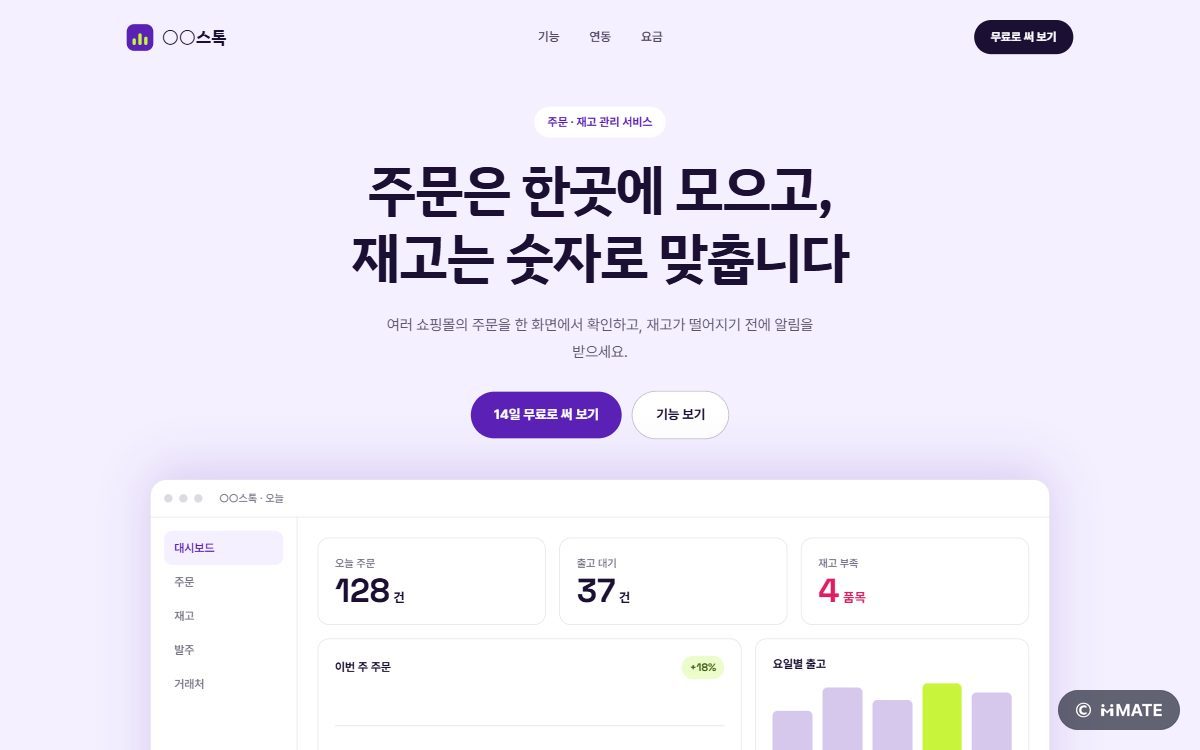 ○○스톡
기능 연동 요금
무료로 써 보기
주문 · 재고 관리 서비스
주문은 한곳에 모으고,
재고는 숫자로 맞춥니다
여러 쇼핑몰의 주문을 한 화면에서 확인하고, 재고가 떨어지기 전에 알림을
받으세요.
14일 무료로 써 보기
기능 보기
○○스톡 · 오늘
대시보드
주문
재고
발주
거래처
오늘 주문
128 건
출고 대기
37 건
재고 부족
4 품목
이번 주 주문
+18%
요일별 출고
© MATE